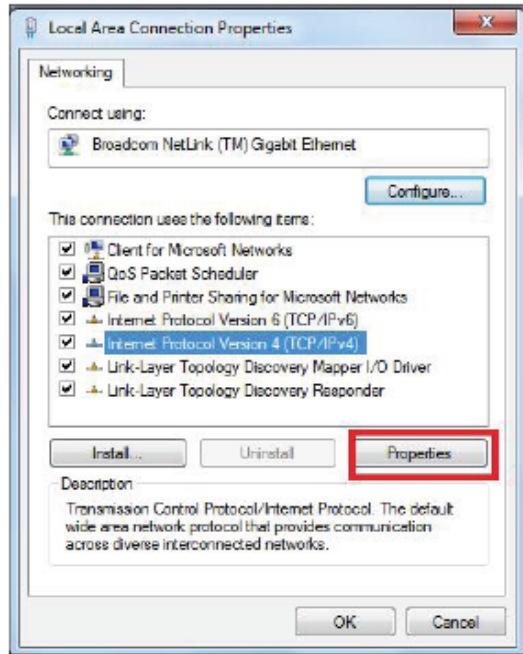 Local Area Connection Properties
Networking
Connect using:
Broadcom NetLink (TM) Gigabit Ethernet
Configure...
This connection uses the following items:
Client for Microsoft Networks
QoS Packet Scheduler
File and Printer Sharing for Microsoft Networks
Internet Protocol Version 6 (TCP/IPv6)
Internet Protocol Version 4 (TCP/IPv4)
Link-Layer Topology Discovery Mapper I/O Driver
Link-Layer Topology Discovery Responder
Install... Uninstall Properties
Description
Transmission Control Protocol/Internet Protocol. The default
wide area network protocol that provides communication
across diverse interconnected networks.
OK Cancel